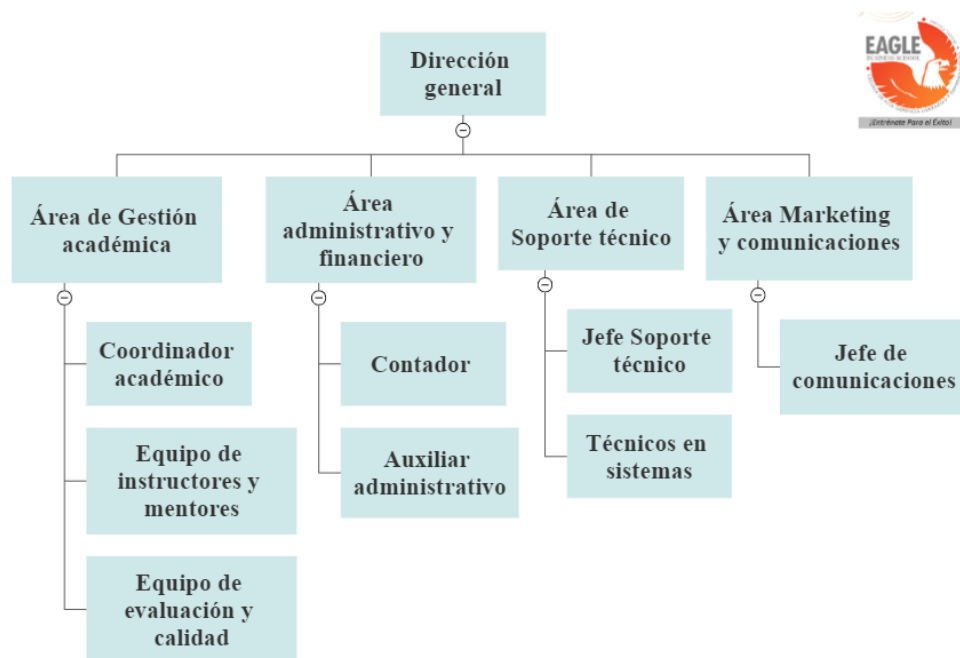 Dirección
general
EAGLE
BUSINESS SCHOOL
¡Entrénate Para el Éxito!
Área de Gestión
académica
Área
administrativo y
financiero
Área de
Soporte técnico
Área Marketing
y comunicaciones
Coordinador
académico
Equipo de
instructores y
mentores
Equipo de
evaluación y
calidad
Contador
Auxiliar
administrativo
Jefe Soporte
técnico
Técnicos en
sistemas
Jefe de
comunicaciones